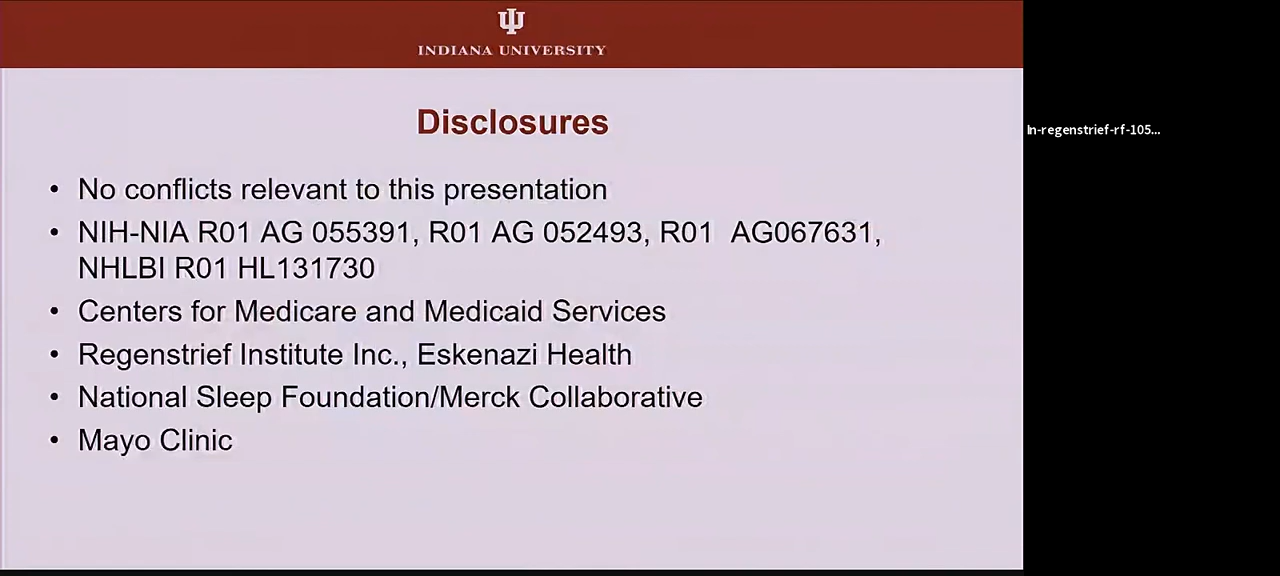 INDIANA UNIVERSITY
Disclosures
• No conflicts relevant to this presentation
• NIH-NIA R01 AG 055391, R01 AG 052493, R01  AG067631,
NHLBI R01 HL131730
• Centers for Medicare and Medicaid Services
• Regenstrief Institute Inc., Eskenazi Health
• National Sleep Foundation/Merck Collaborative
• Mayo Clinic
In-regenstrief-rf-105...